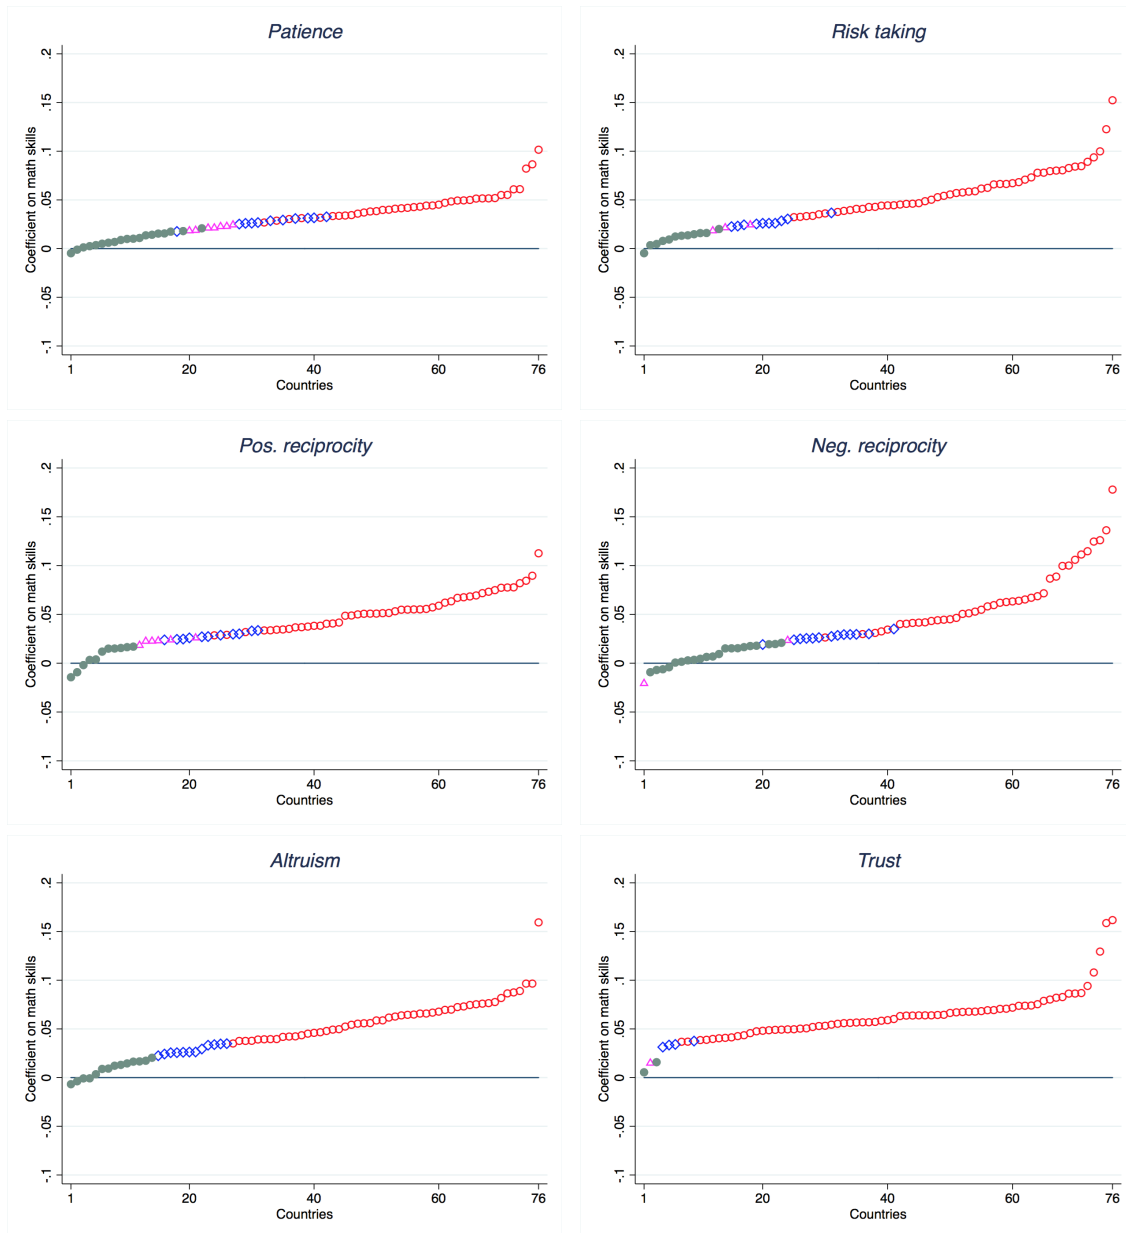 Patience
Coefficient on math skills
.2
.15
.1
.05
0
-.05
-.1
1 20 40 60 76
Countries
Risk taking
Coefficient on math skills
.2
.15
.1
.05
0
-.05
-.1
1 20 40 60 76
Countries
Pos. reciprocity
Coefficient on math skills
.2
.15
.1
.05
0
-.05
-.1
1 20 40 60 76
Countries
Neg. reciprocity
Coefficient on math skills
.2
.15
.1
.05
0
-.05
-.1
1 20 40 60 76
Countries
Altruism
Coefficient on math skills
.2
.15
.1
.05
0
-.05
-.1
1 20 40 60 76
Countries
Trust
Coefficient on math skills
.2
.15
.1
.05
0
-.05
-.1
1 20 40 60 76
Countries